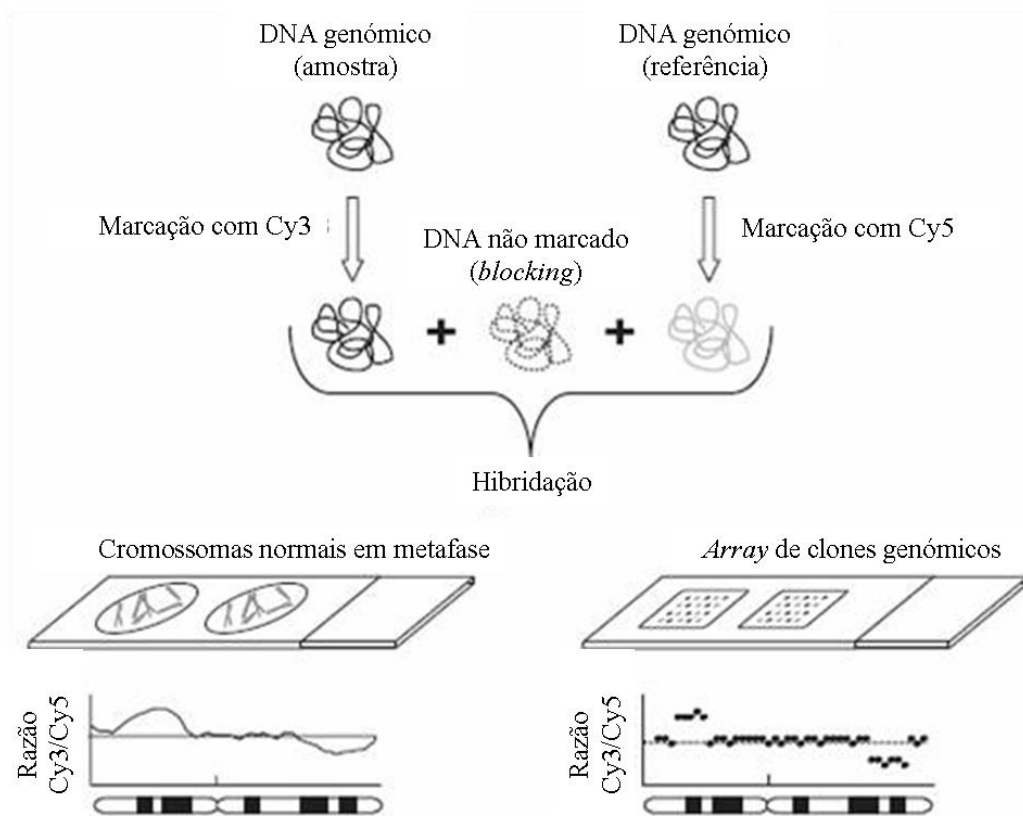 DNA genómico
(amostra)
DNA genómico
(referência)
Marcação com Cy3
DNA não marcado
(blocking)
Marcação com Cy5
Hibridação
Cromossomas normais em metafase
Array de clones genómicos
Razão
Cy3/Cy5
Razão
Cy3/Cy5